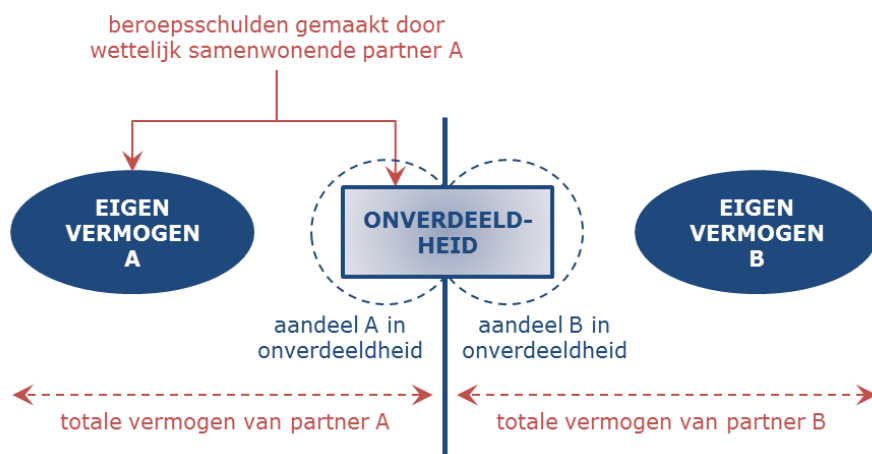 beroepsschulden gemaakt door
wettelijk samenwonende partner A
EIGEN
VERMOGEN
A
ONVERDEELD-
HEID
EIGEN
VERMOGEN
B
aandeel A in
onverdeeldheid
aandeel B in
onverdeeldheid
totale vermogen van partner A
totale vermogen van partner B